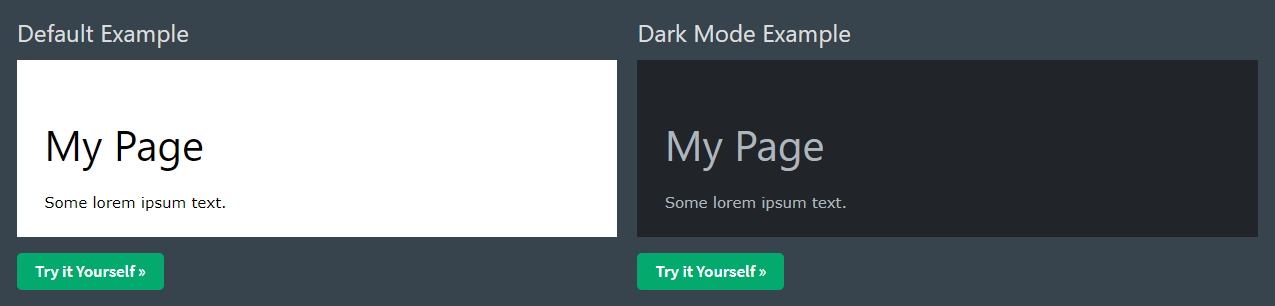 Default Example
My Page
Some lorem ipsum text.
Try it Yourself »
Dark Mode Example
My Page
Some lorem ipsum text.
Try it Yourself »